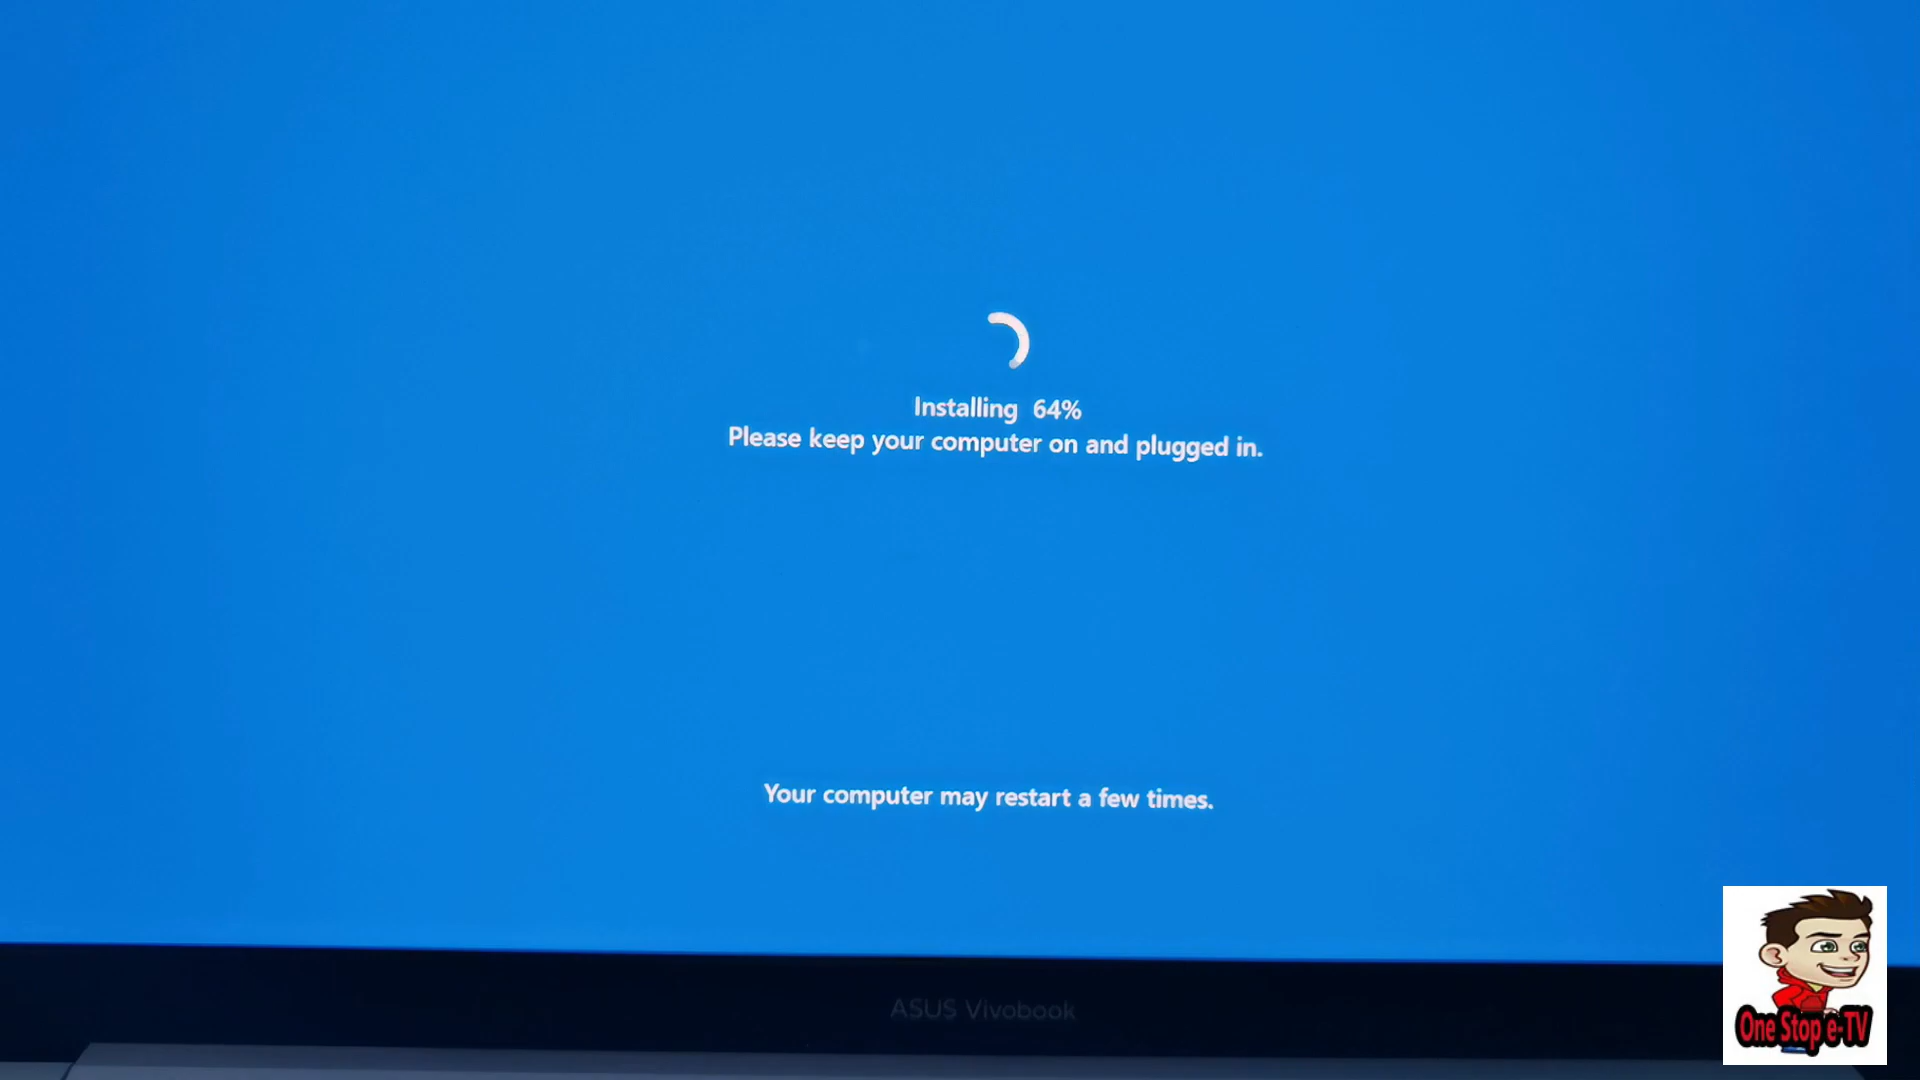 Installing 64%
Please keep your computer on and plugged in.
Your computer may restart a few times.
ASUS Vivobook
One Stop e-TV